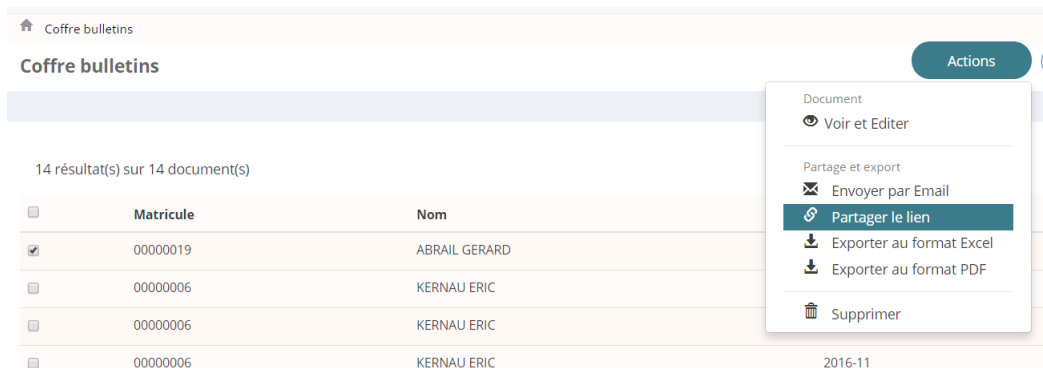 Coffre bulletins
Coffre bulletins
Actions
Document
Voir et Editer
Partage et export
Envoyer par Email
Partager le lien
Exporter au format Excel
Exporter au format PDF
Supprimer
14 résultat(s) sur 14 document(s)
Matricule Nom
00000019 ABRAIL GERARD
00000006 KERNAU ERIC
00000006 KERNAU ERIC
00000006 KERNAU ERIC 2016-11